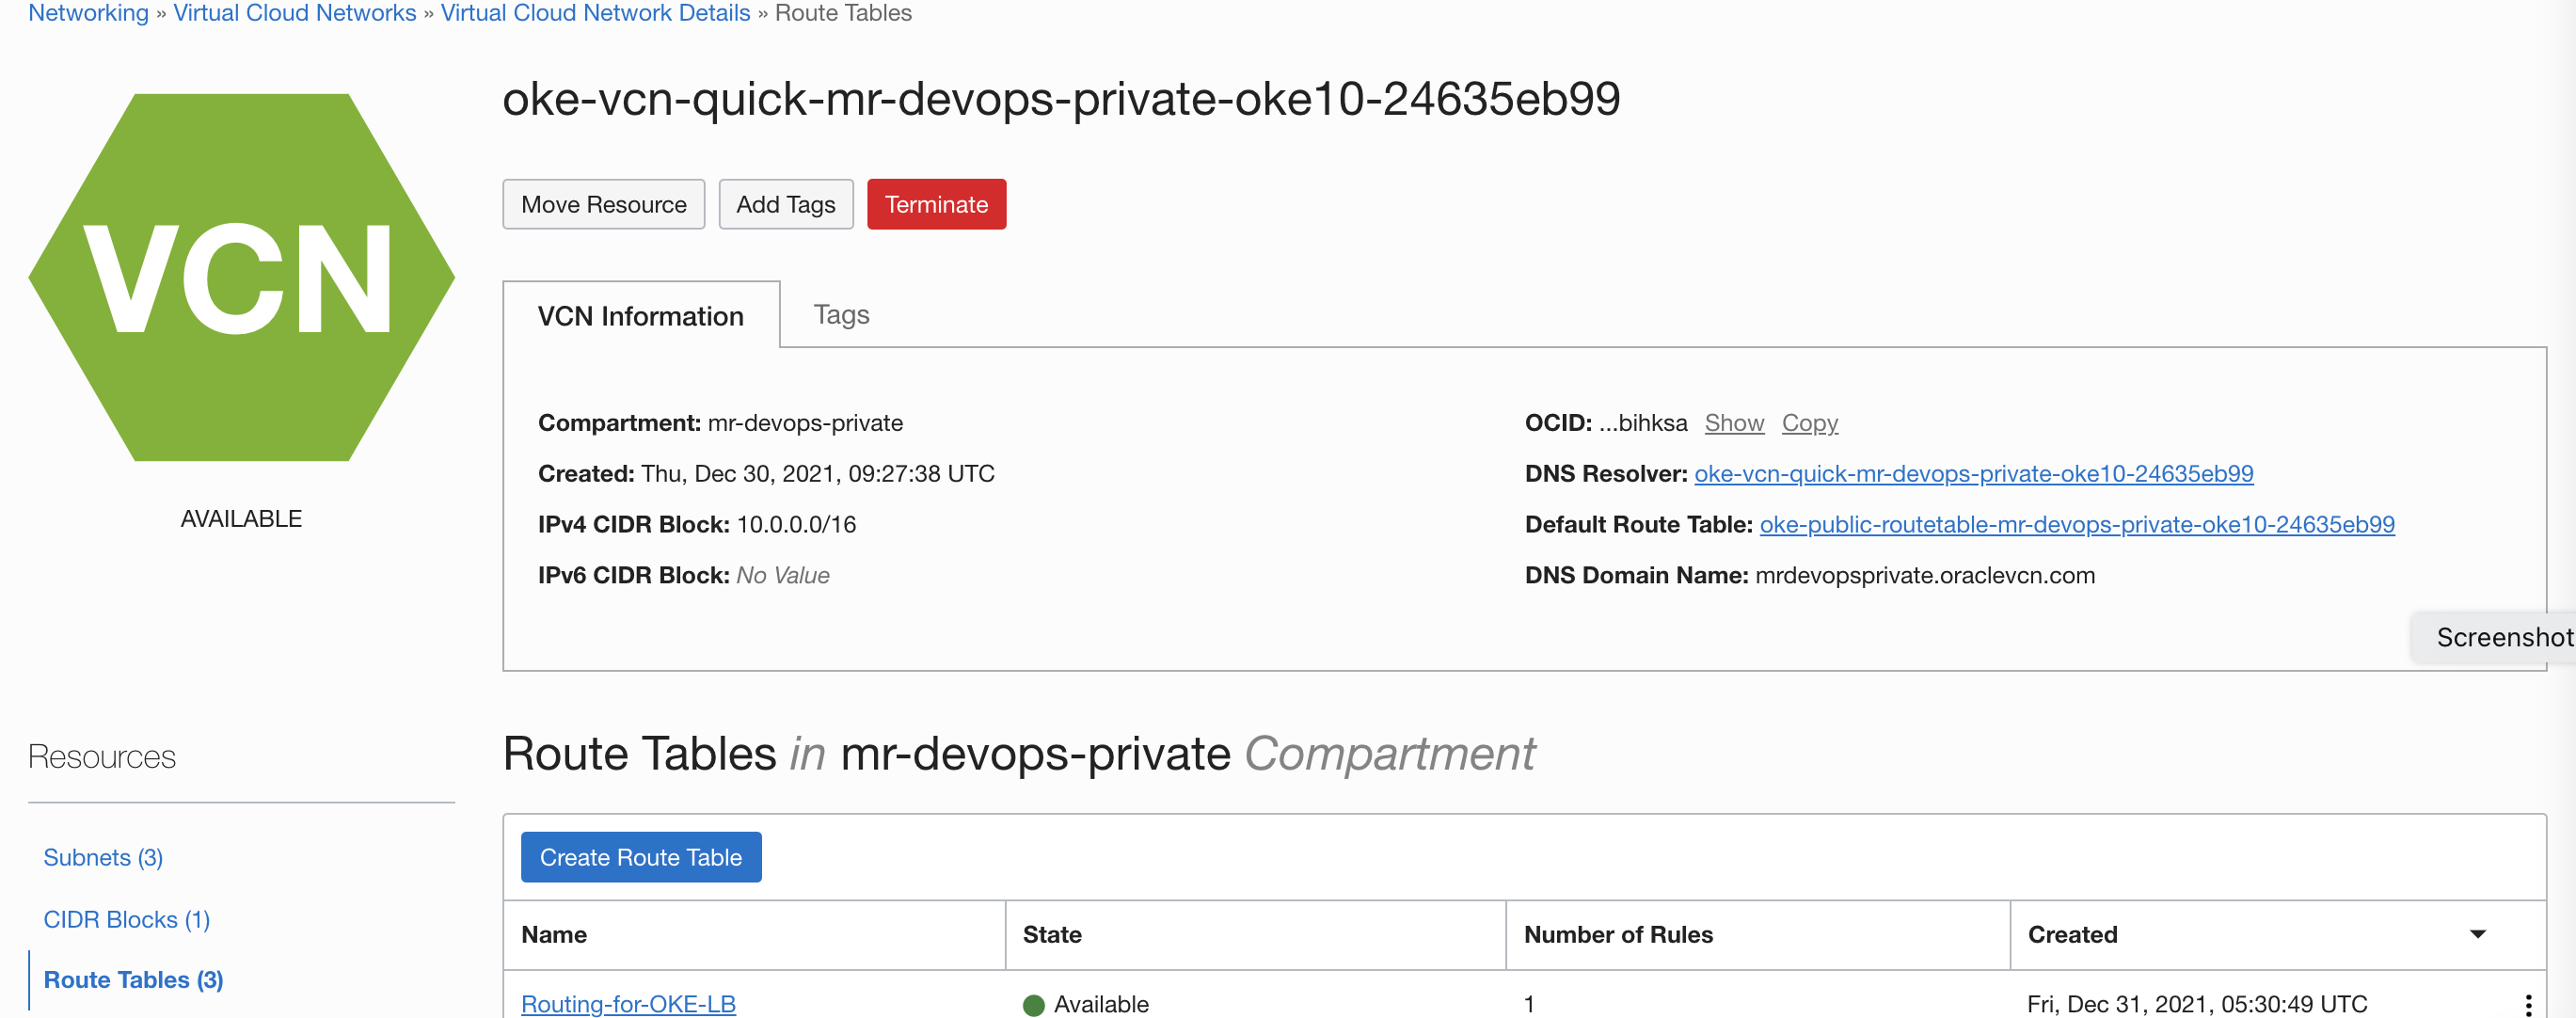 Networking » Virtual Cloud Networks » Virtual Cloud Network Details » Route Tables
VCN
AVAILABLE
oke-vcn-quick-mr-devops-private-oke10-24635eb99
Move Resource Add Tags Terminate
VCN Information Tags
Compartment: mr-devops-private
Created: Thu, Dec 30, 2021, 09:27:38 UTC
IPv4 CIDR Block: 10.0.0.0/16
IPv6 CIDR Block: No Value
OCID: ...bihksa Show Copy
DNS Resolver: oke-vcn-quick-mr-devops-private-oke10-24635eb99
Default Route Table: oke-public-routetable-mr-devops-private-oke10-24635eb99
DNS Domain Name: mrdevopsprivate.oraclevcn.com
Screenshot
Resources
Subnets (3)
CIDR Blocks (1)
Route Tables (3)
Route Tables in mr-devops-private Compartment
Create Route Table
Name State Number of Rules Created
Routing-for-OKE-LB Available 1 Fri, Dec 31, 2021, 05:30:49 UTC